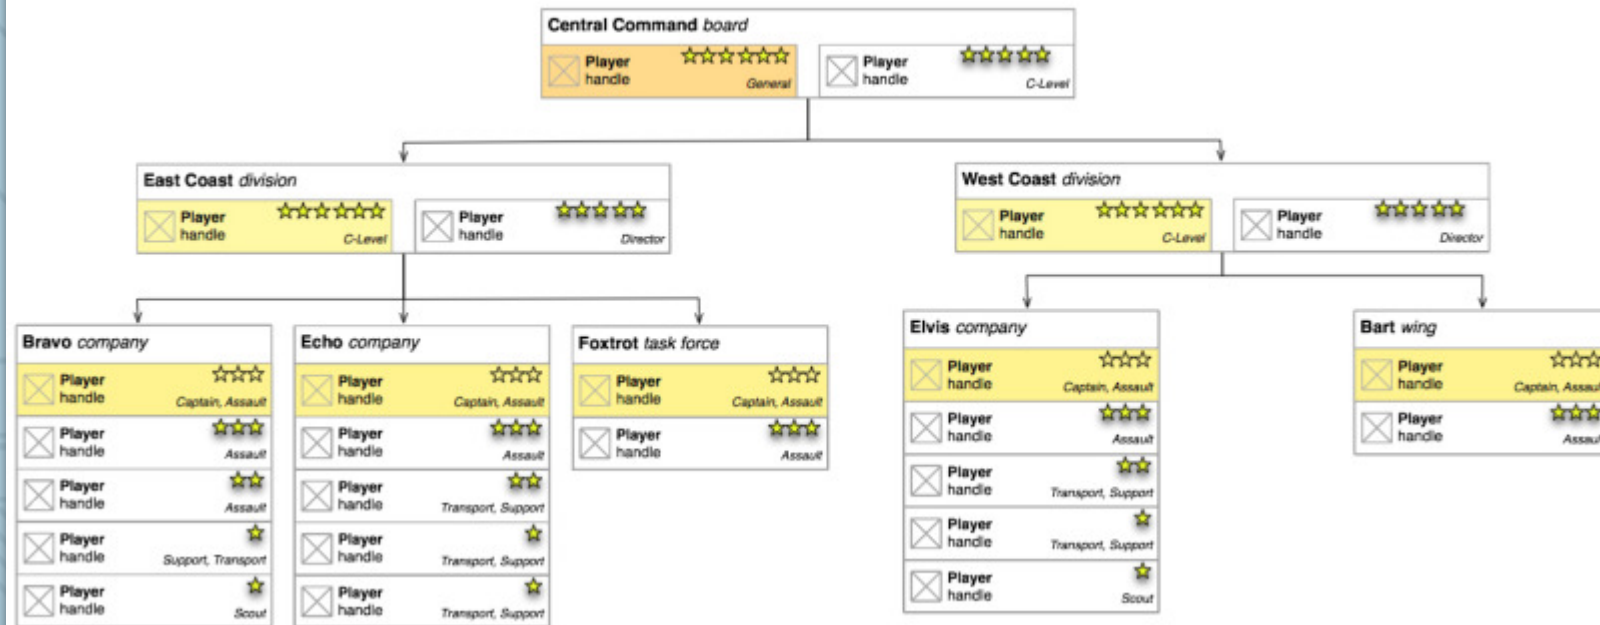 Central Command board
Player
handle
General
Player
handle
C-Level
East Coast division
Player
handle
C-Level
Player
handle
Director
West Coast division
Player
handle
C-Level
Player
handle
Director
Bravo company
Player
handle
Captain, Assault
Player
handle
Assault
Player
handle
Assault
Player
handle
Support, Transport
Player
handle
Scout
Echo company
Player
handle
Captain, Assault
Player
handle
Assault
Player
handle
Transport, Support
Player
handle
Transport, Support
Player
handle
Transport, Support
Foxtrot task force
Player
handle
Captain, Assault
Player
handle
Assault
Elvis company
Player
handle
Captain, Assault
Player
handle
Assault
Player
handle
Transport, Support
Player
handle
Transport, Support
Player
handle
Scout
Bart wing
Player
handle
Captain, Assaul
Player
handle
Assaul